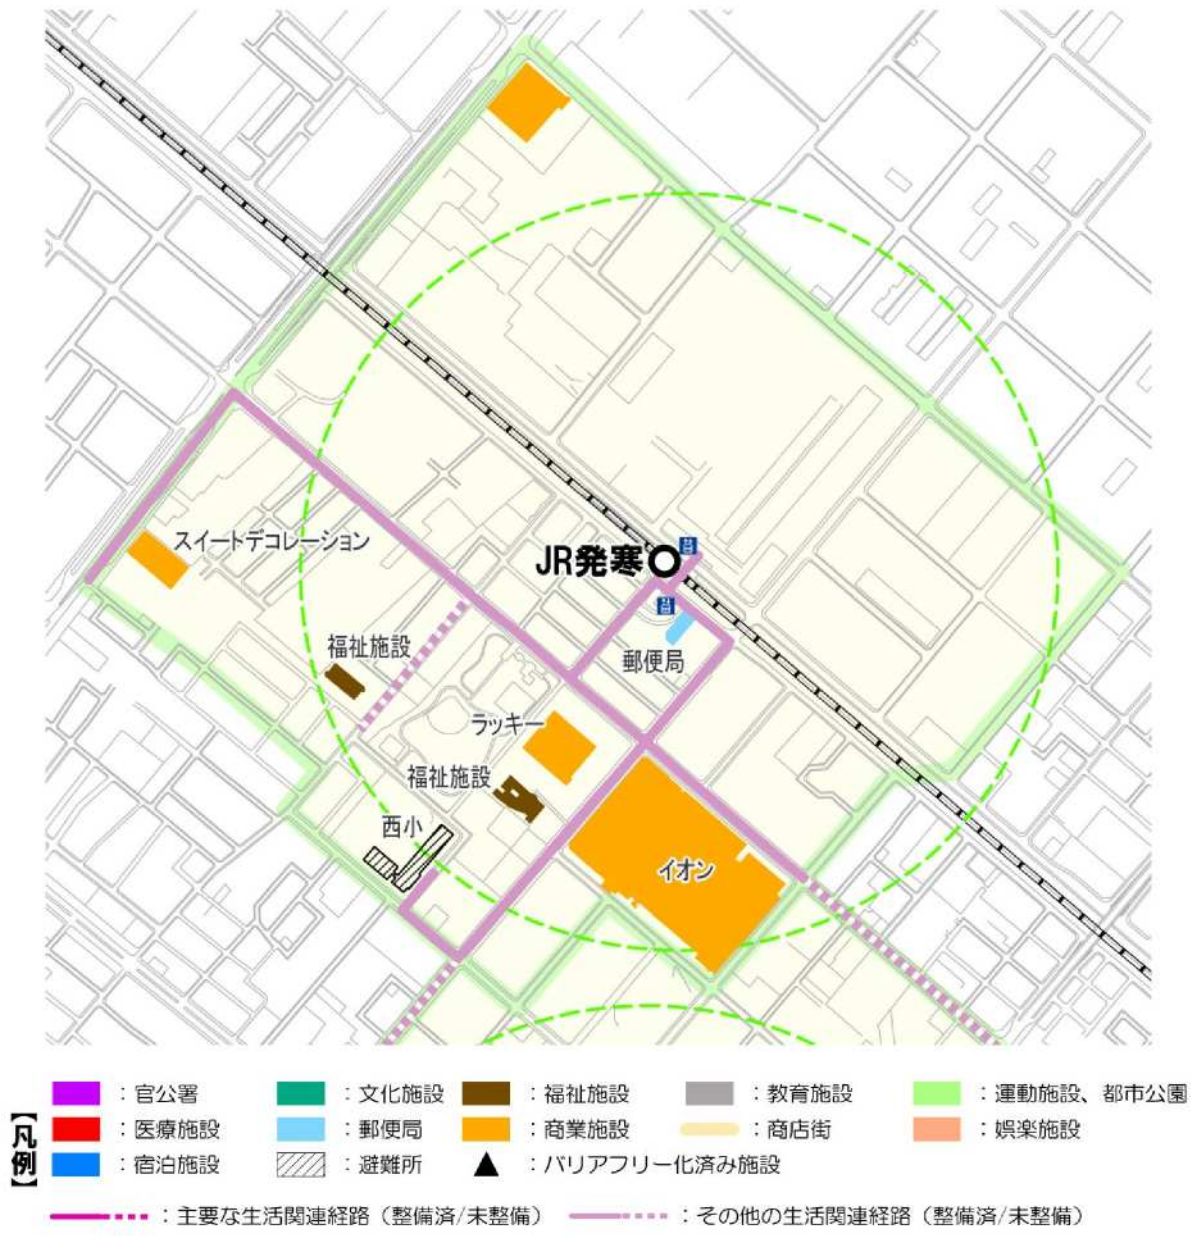 スイートデコレーション
JR発寒
福祉施設
郵便局
ラッキー
福祉施設
西小
イオン
【凡例】
：官公署
：文化施設
：福祉施設
：教育施設
：運動施設、都市公園
：医療施設
：郵便局
：商業施設
：商店街
：娯楽施設
：宿泊施設
：避難所
：バリアフリー化済み施設
：主要な生活関連経路（整備済/未整備）
：その他の生活関連経路（整備済/未整備）